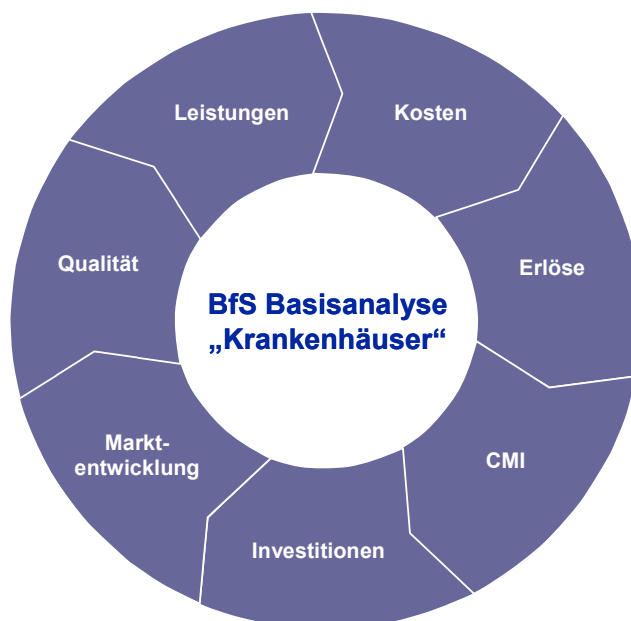 Leistungen
Kosten
Erlöse
CMI
Investitionen
Markt-
entwicklung
Qualität
BfS Basisanalyse
„Krankenhäuser“